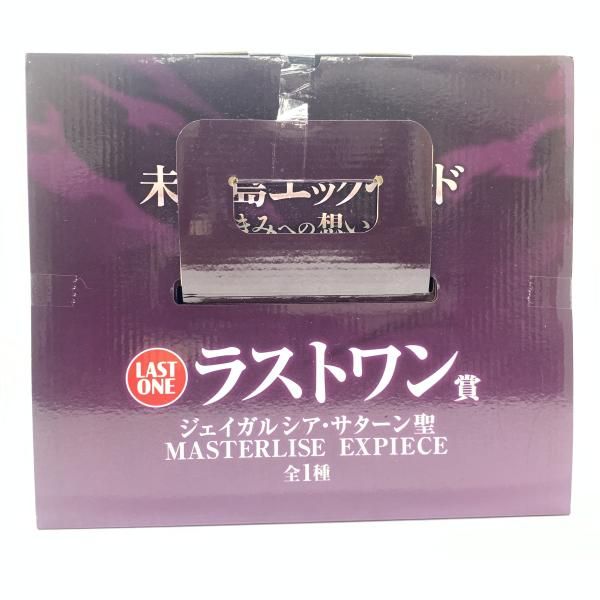 未 島エッグ ド
きみへの想い
LAST
ONE
ラストワン賞
ジェイガルシア・サターン聖
MASTERLISE EXPIECE
全1種